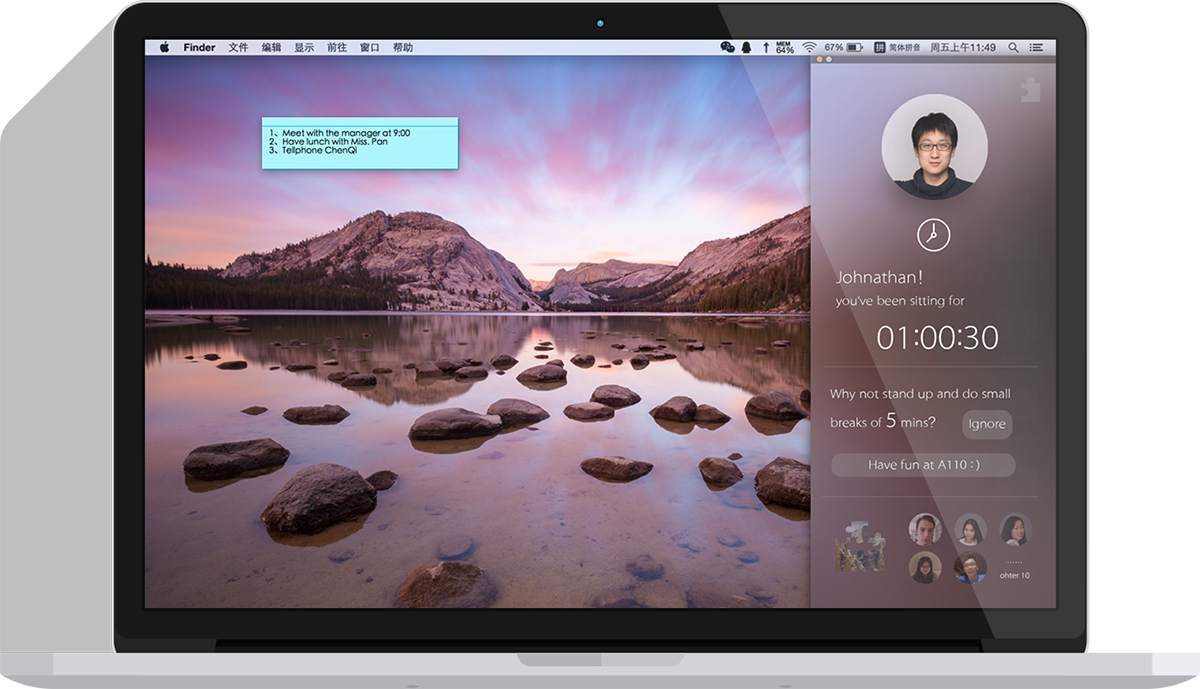 Finder 文件 编辑 显示 前往 窗口 帮助 MEM 64% 67% 拼 简体拼音 周五上午11:49
1、Meet with the manager at 9:00
2、Have lunch with Miss. Pan
3、Tellphone ChenQi
Johnathan!
you've been sitting for
01:00:30
Why not stand up and do small
breaks of 5 mins?
Ignore
Have fun at A110 : )
......
ohter 10